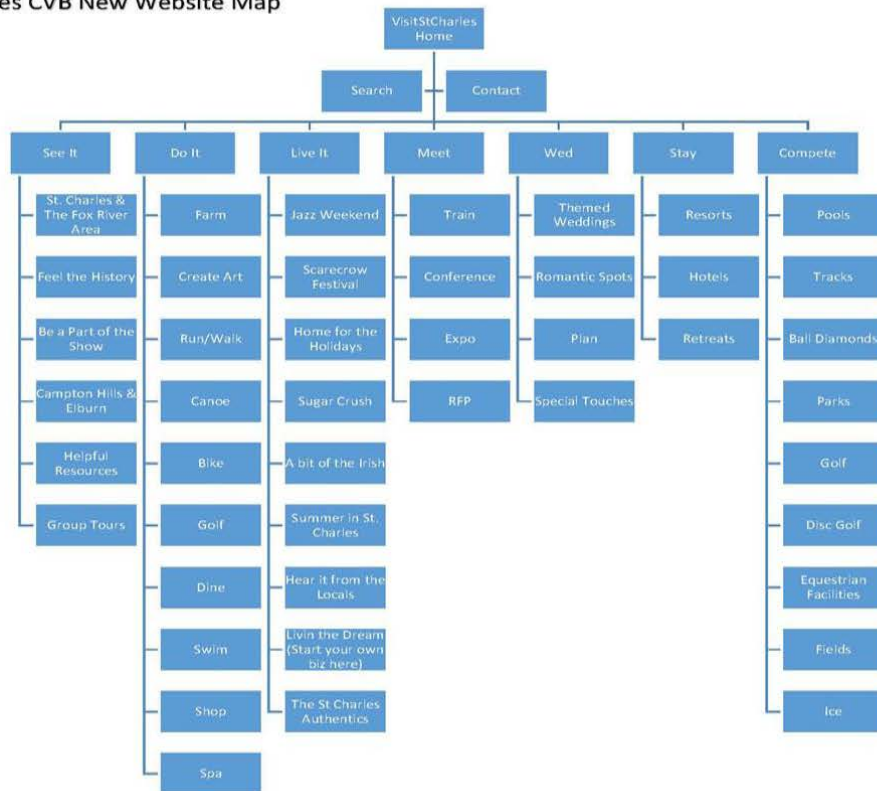 es CVB New Website Map
VisitStCharles
Home
Search
Contact
See It
Do It
Live It
Meet
Wed
Stay
Compete
St. Charles &
The Fox River
Area
Feel the History
Be a Part of the
Show
Campton Hills &
Elburn
Helpful
Resources
Group Tours
Farm
Create Art
Run/Walk
Canoe
Bike
Golf
Dine
Swim
Shop
Spa
Jazz Weekend
Scarecrow
Festival
Home for the
Holidays
Sugar Crush
A bit of the Irish
Summer in St.
Charles
Hear it from the
Locals
Livin the Dream
(Start your own
biz here)
The St Charles
Authentics
Train
Conference
Expo
RFP
Themed
Weddings
Romantic Spots
Plan
Special Touches
Resorts
Hotels
Retreats
Pools
Tracks
Ball Diamonds
Parks
Golf
Disc Golf
Equestrian
Facilities
Fields
Ice